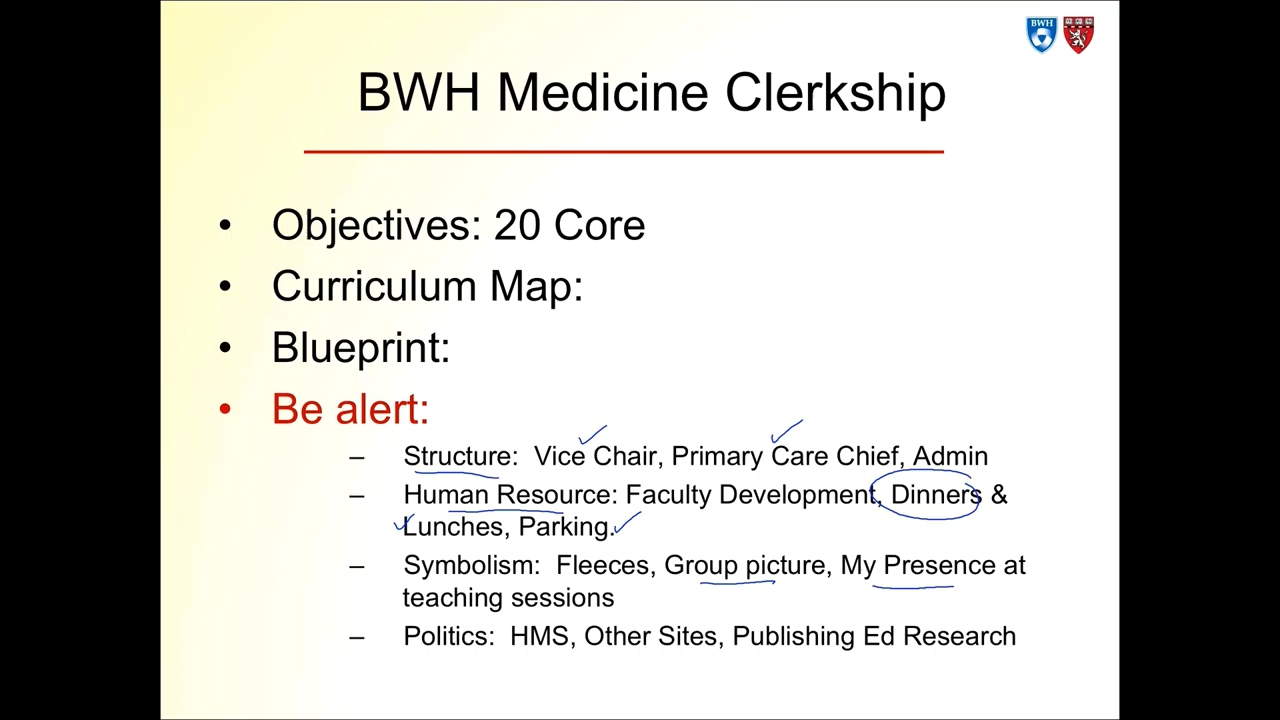 BWH
BWH Medicine Clerkship
• Objectives: 20 Core
• Curriculum Map:
• Blueprint:
• Be alert:
– Structure: Vice Chair, Primary Care Chief, Admin
– Human Resource: Faculty Development, Dinners &
Lunches, Parking.
– Symbolism: Fleeces, Group picture, My Presence at
teaching sessions
– Politics: HMS, Other Sites, Publishing Ed Research